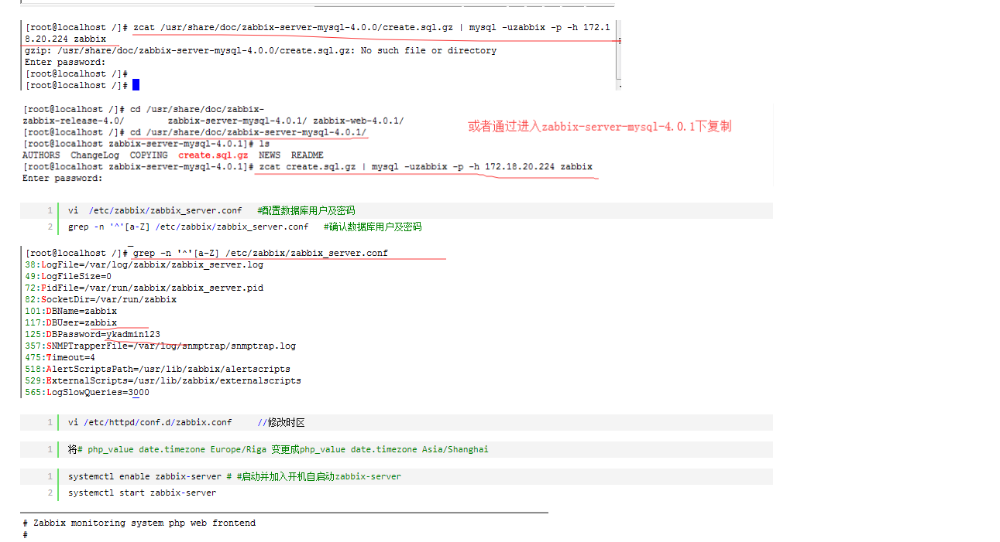 [root@localhost /]# zcat /usr/share/doc/zabbix-server-mysql-4.0.0/create.sql.gz | mysql -uzabbix -p -h 172.1
8.20.224 zabbix
gzip: /usr/share/doc/zabbix-server-mysql-4.0.0/create.sql.gz: No such file or directory
Enter password:
[root@localhost /]#
[root@localhost /]#
[root@localhost /]# cd /usr/share/doc/zabbix-
zabbix-release-4.0/ zabbix-server-mysql-4.0.1/ zabbix-web-4.0.1/
或者通过进入zabbix-server-mysql-4.0.1下复制
[root@localhost /]# cd /usr/share/doc/zabbix-server-mysql-4.0.1/
[root@localhost zabbix-server-mysql-4.0.1]# ls
AUTHORS ChangeLog COPYING create.sql.gz NEWS README
[root@localhost zabbix-server-mysql-4.0.1]# zcat create.sql.gz | mysql -uzabbix -p -h 172.18.20.224 zabbix
Enter password:
1 vi /etc/zabbix/zabbix_server.conf #配置数据库用户及密码
2 grep -n '^'[a-Z] /etc/zabbix/zabbix_server.conf #确认数据库用户及密码
[root@localhost /]# grep -n '^'[a-Z] /etc/zabbix/zabbix_server.conf
38:LogFile=/var/log/zabbix/zabbix_server.log
49:LogFileSize=0
72:PidFile=/var/run/zabbix/zabbix_server.pid
82:SocketDir=/var/run/zabbix
101:DBName=zabbix
117:DBUser=zabbix
125:DBPassword=ykadmin123
357:SNMPTrapperFile=/var/log/snmptrap/snmptrap.log
475:Timeout=4
518:AlertScriptsPath=/usr/lib/zabbix/alertscripts
529:ExternalScripts=/usr/lib/zabbix/externalscripts
565:LogSlowQueries=3000
1 vi /etc/httpd/conf.d/zabbix.conf //修改时区
1 将# php_value date.timezone Europe/Riga 变更成php_value date.timezone Asia/Shanghai
1 systemctl enable zabbix-server # #启动并加入开机自启动zabbix-server
2 systemctl start zabbix-server
# Zabbix monitoring system php web frontend
#